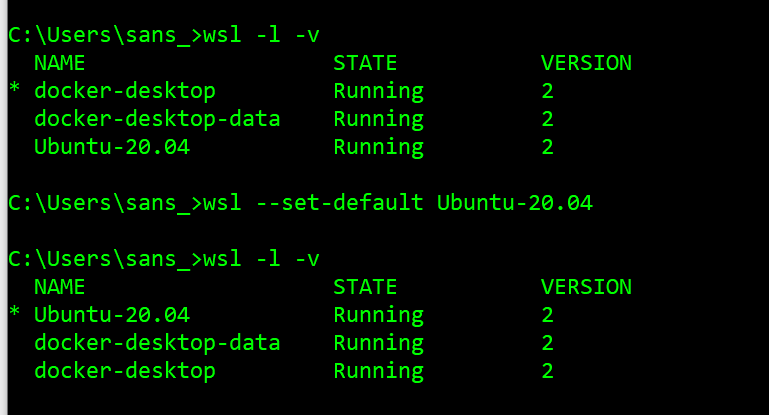 C:\Users\sans_>wsl -l -v
  NAME                   STATE           VERSION
* docker-desktop         Running         2
  docker-desktop-data    Running         2
  Ubuntu-20.04           Running         2
C:\Users\sans_>wsl --set-default Ubuntu-20.04
C:\Users\sans_>wsl -l -v
  NAME                   STATE           VERSION
* Ubuntu-20.04           Running         2
  docker-desktop-data    Running         2
  docker-desktop         Running         2